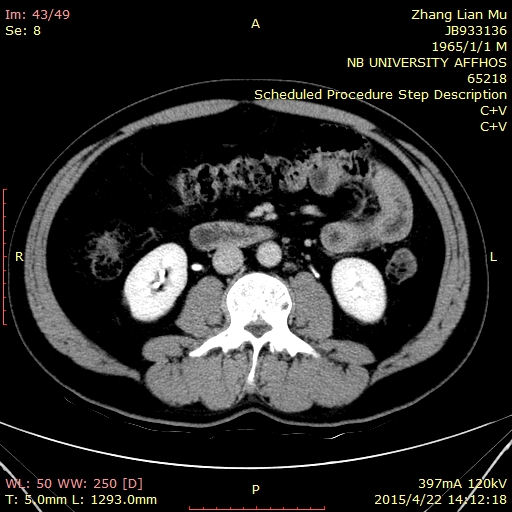 Im: 43/49
Se: 8
A
Zhang Lian Mu
JB933136
1965/1/1 M
NB UNIVERSITY AFFHOS
65218
Scheduled Procedure Step Description
C+V
C+V
R
L
WL: 50 WW: 250 [D]
T: 5.0mm L: 1293.0mm
P
397mA 120kV
2015/4/22 14:12:18